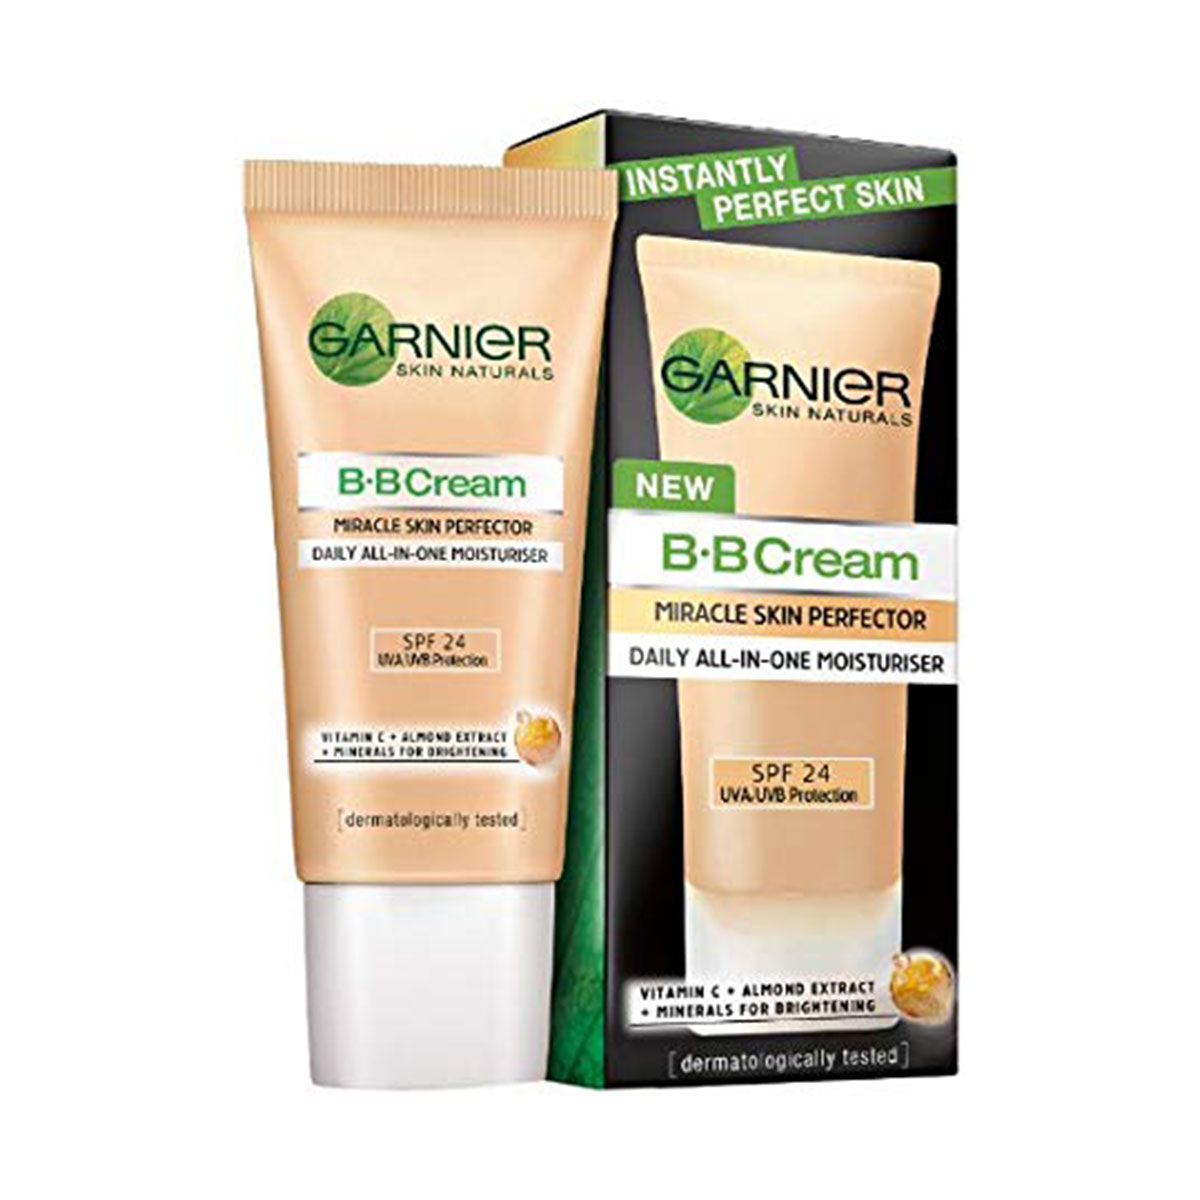 GARNIER
SKIN NATURALS
B·B Cream
MIRACLE SKIN PERFECTOR
DAILY ALL-IN-ONE MOISTURISER
SPF 24
UVA/UVB Protection
VITAMIN C + ALMOND EXTRACT
+ MINERALS FOR BRIGHTENING
[dermatologically tested]
INSTANTLY
PERFECT SKIN
GARNIER
SKIN NATURALS
NEW
B·B Cream
MIRACLE SKIN PERFECTOR
DAILY ALL-IN-ONE MOISTURISER
SPF 24
UVA/UVB Protection
VITAMIN C + ALMOND EXTRACT
+ MINERALS FOR BRIGHTENING
[dermatologically tested]